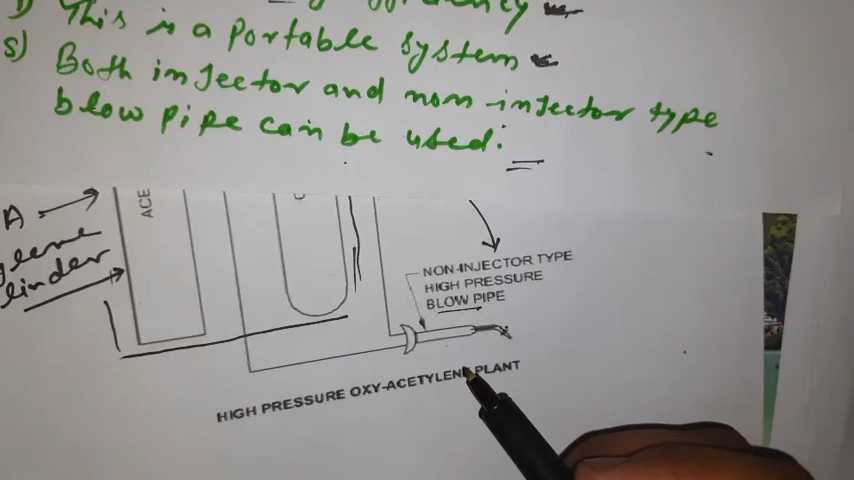 This is a portable system
5) Both injector and non-injector type
blow pipe can be used.
A
ACE
NON-INJECTOR TYPE
HIGH PRESSURE
BLOW PIPE
HIGH PRESSURE OXY-ACETYLENE PLANT